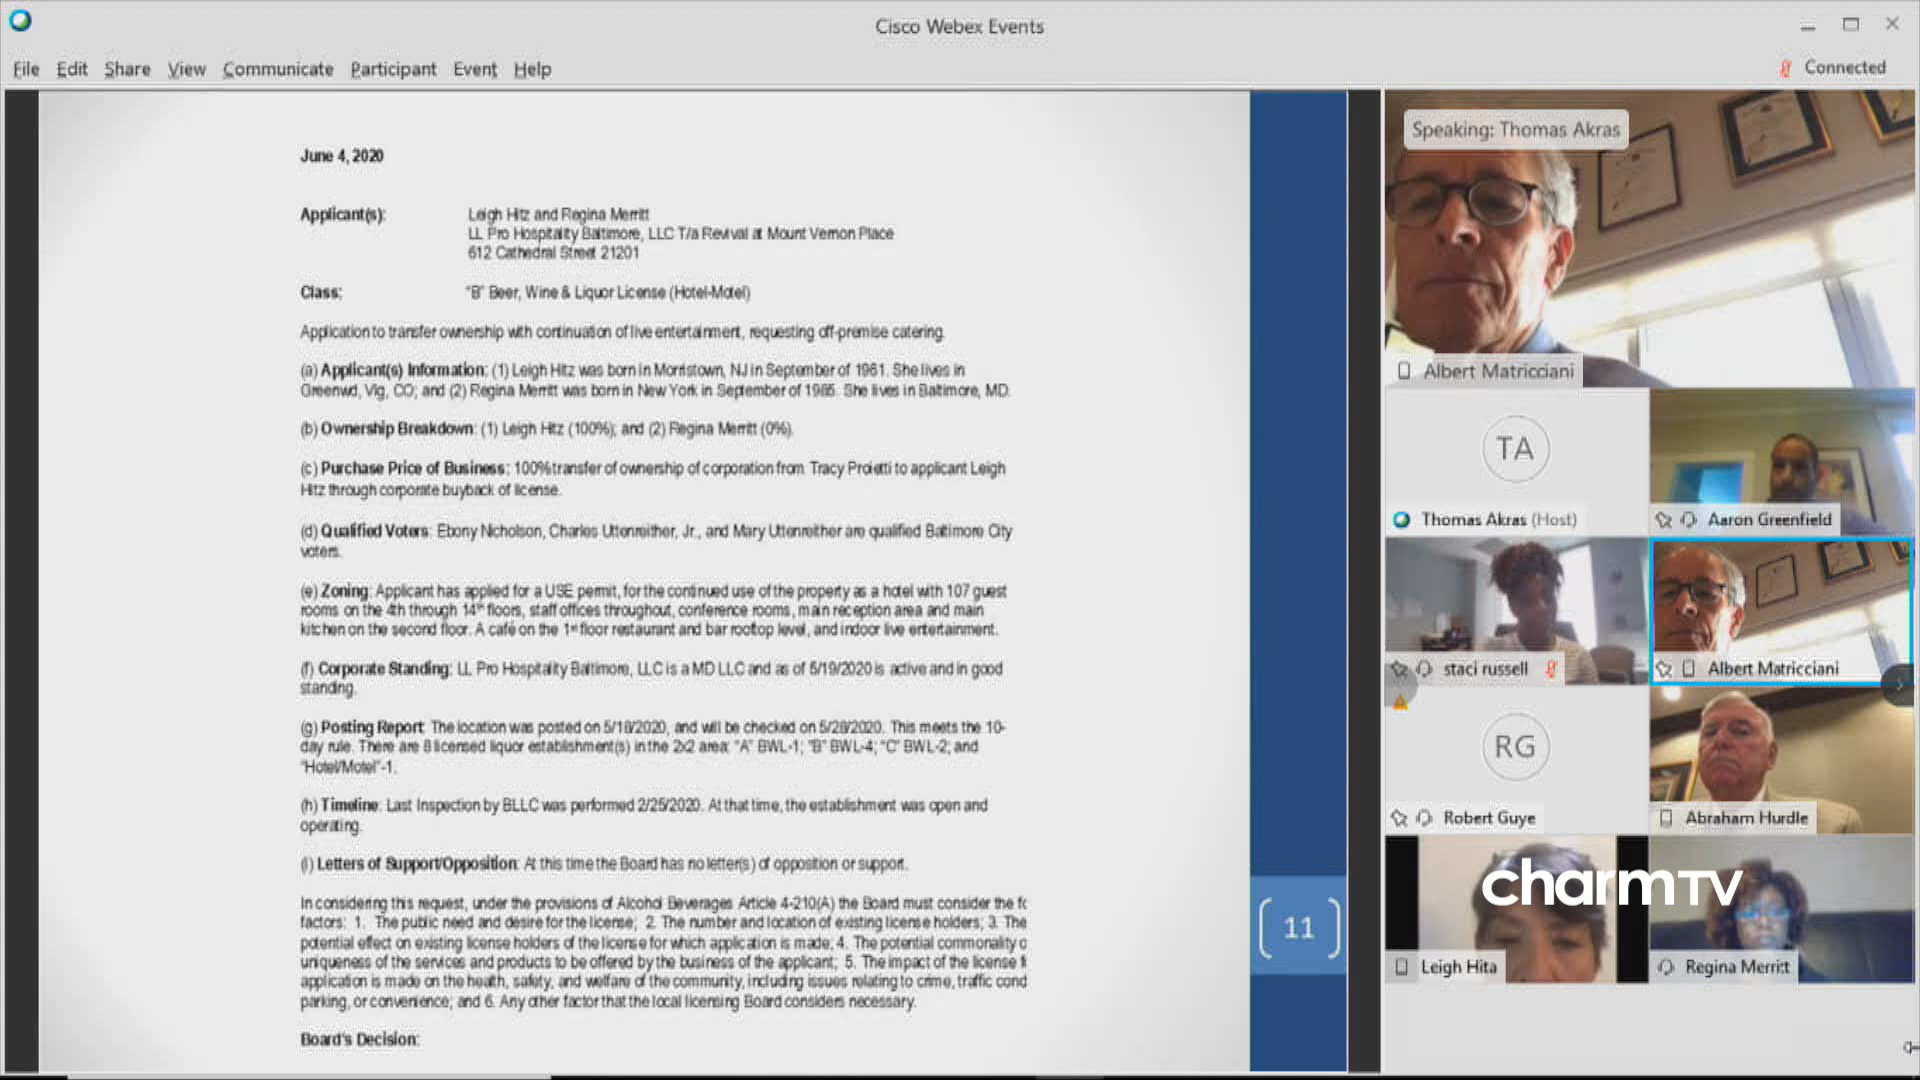 Cisco Webex Events
File Edit Share View Communicate Participant Event Help
Connected
June 4, 2020
Applicant(s): Leigh Hitz and Regina Merritt
LL Pro Hospitality Baltimore, LLC T/a Revival at Mount Vernon Place
612 Cathedral Street 21201
Class: "B" Beer, Wine & Liquor License (Hotel-Motel)
Application to transfer ownership with continuation of live entertainment, requesting off-premise catering.
(a) Applicant(s) Information: (1) Leigh Hitz was born in Morristown, NJ in September of 1961. She lives in
Greenwd, Vlg, CO; and (2) Regina Merritt was born in New York in September of 1985. She lives in Baltimore, MD.
(b) Ownership Breakdown: (1) Leigh Hitz (100%); and (2) Regina Merritt (0%).
(c) Purchase Price of Business: 100% transfer of ownership of corporation from Tracy Proietti to applicant Leigh
Hitz through corporate buyback of license.
(d) Qualified Voters: Ebony Nicholson, Charles Uttenreither, Jr., and Mary Uttenreither are qualified Baltimore City
voters.
(e) Zoning: Applicant has applied for a USE permit, for the continued use of the property as a hotel with 107 guest
rooms on the 4th through 14th floors, staff offices throughout, conference rooms, main reception area and main
kitchen on the second floor. A café on the 1st floor restaurant and bar rooftop level, and indoor live entertainment.
(f) Corporate Standing: LL Pro Hospitality Baltimore, LLC is a MD LLC and as of 5/19/2020 is active and in good
standing.
(g) Posting Report: The location was posted on 5/18/2020, and will be checked on 5/28/2020. This meets the 10-
day rule. There are 8 licensed liquor establishment(s) in the 2x2 area: "A" BWL-1; "B" BWL-4; "C" BWL-2; and
"Hotel/Motel"-1.
(h) Timeline: Last Inspection by BLLC was performed 2/25/2020. At that time, the establishment was open and
operating.
(i) Letters of Support/Opposition: At this time the Board has no letter(s) of opposition or support.
In considering this request, under the provisions of Alcohol Beverages Article 4-210(A) the Board must consider the fo
factors: 1. The public need and desire for the license; 2. The number and location of existing license holders; 3. The
potential effect on existing license holders of the license for which application is made; 4. The potential commonality o
uniqueness of the services and products to be offered by the business of the applicant; 5. The impact of the license f
application is made on the health, safety, and welfare of the community, including issues relating to crime, traffic cond
parking, or convenience; and 6. Any other factor that the local licensing Board considers necessary.
Board's Decision:
11
Speaking: Thomas Akras
Albert Matricciani
TA
Thomas Akras (Host)
Aaron Greenfield
staci russell
Albert Matricciani
RG
Robert Guye
Abraham Hurdle
charmTV
Leigh Hita
Regina Merritt